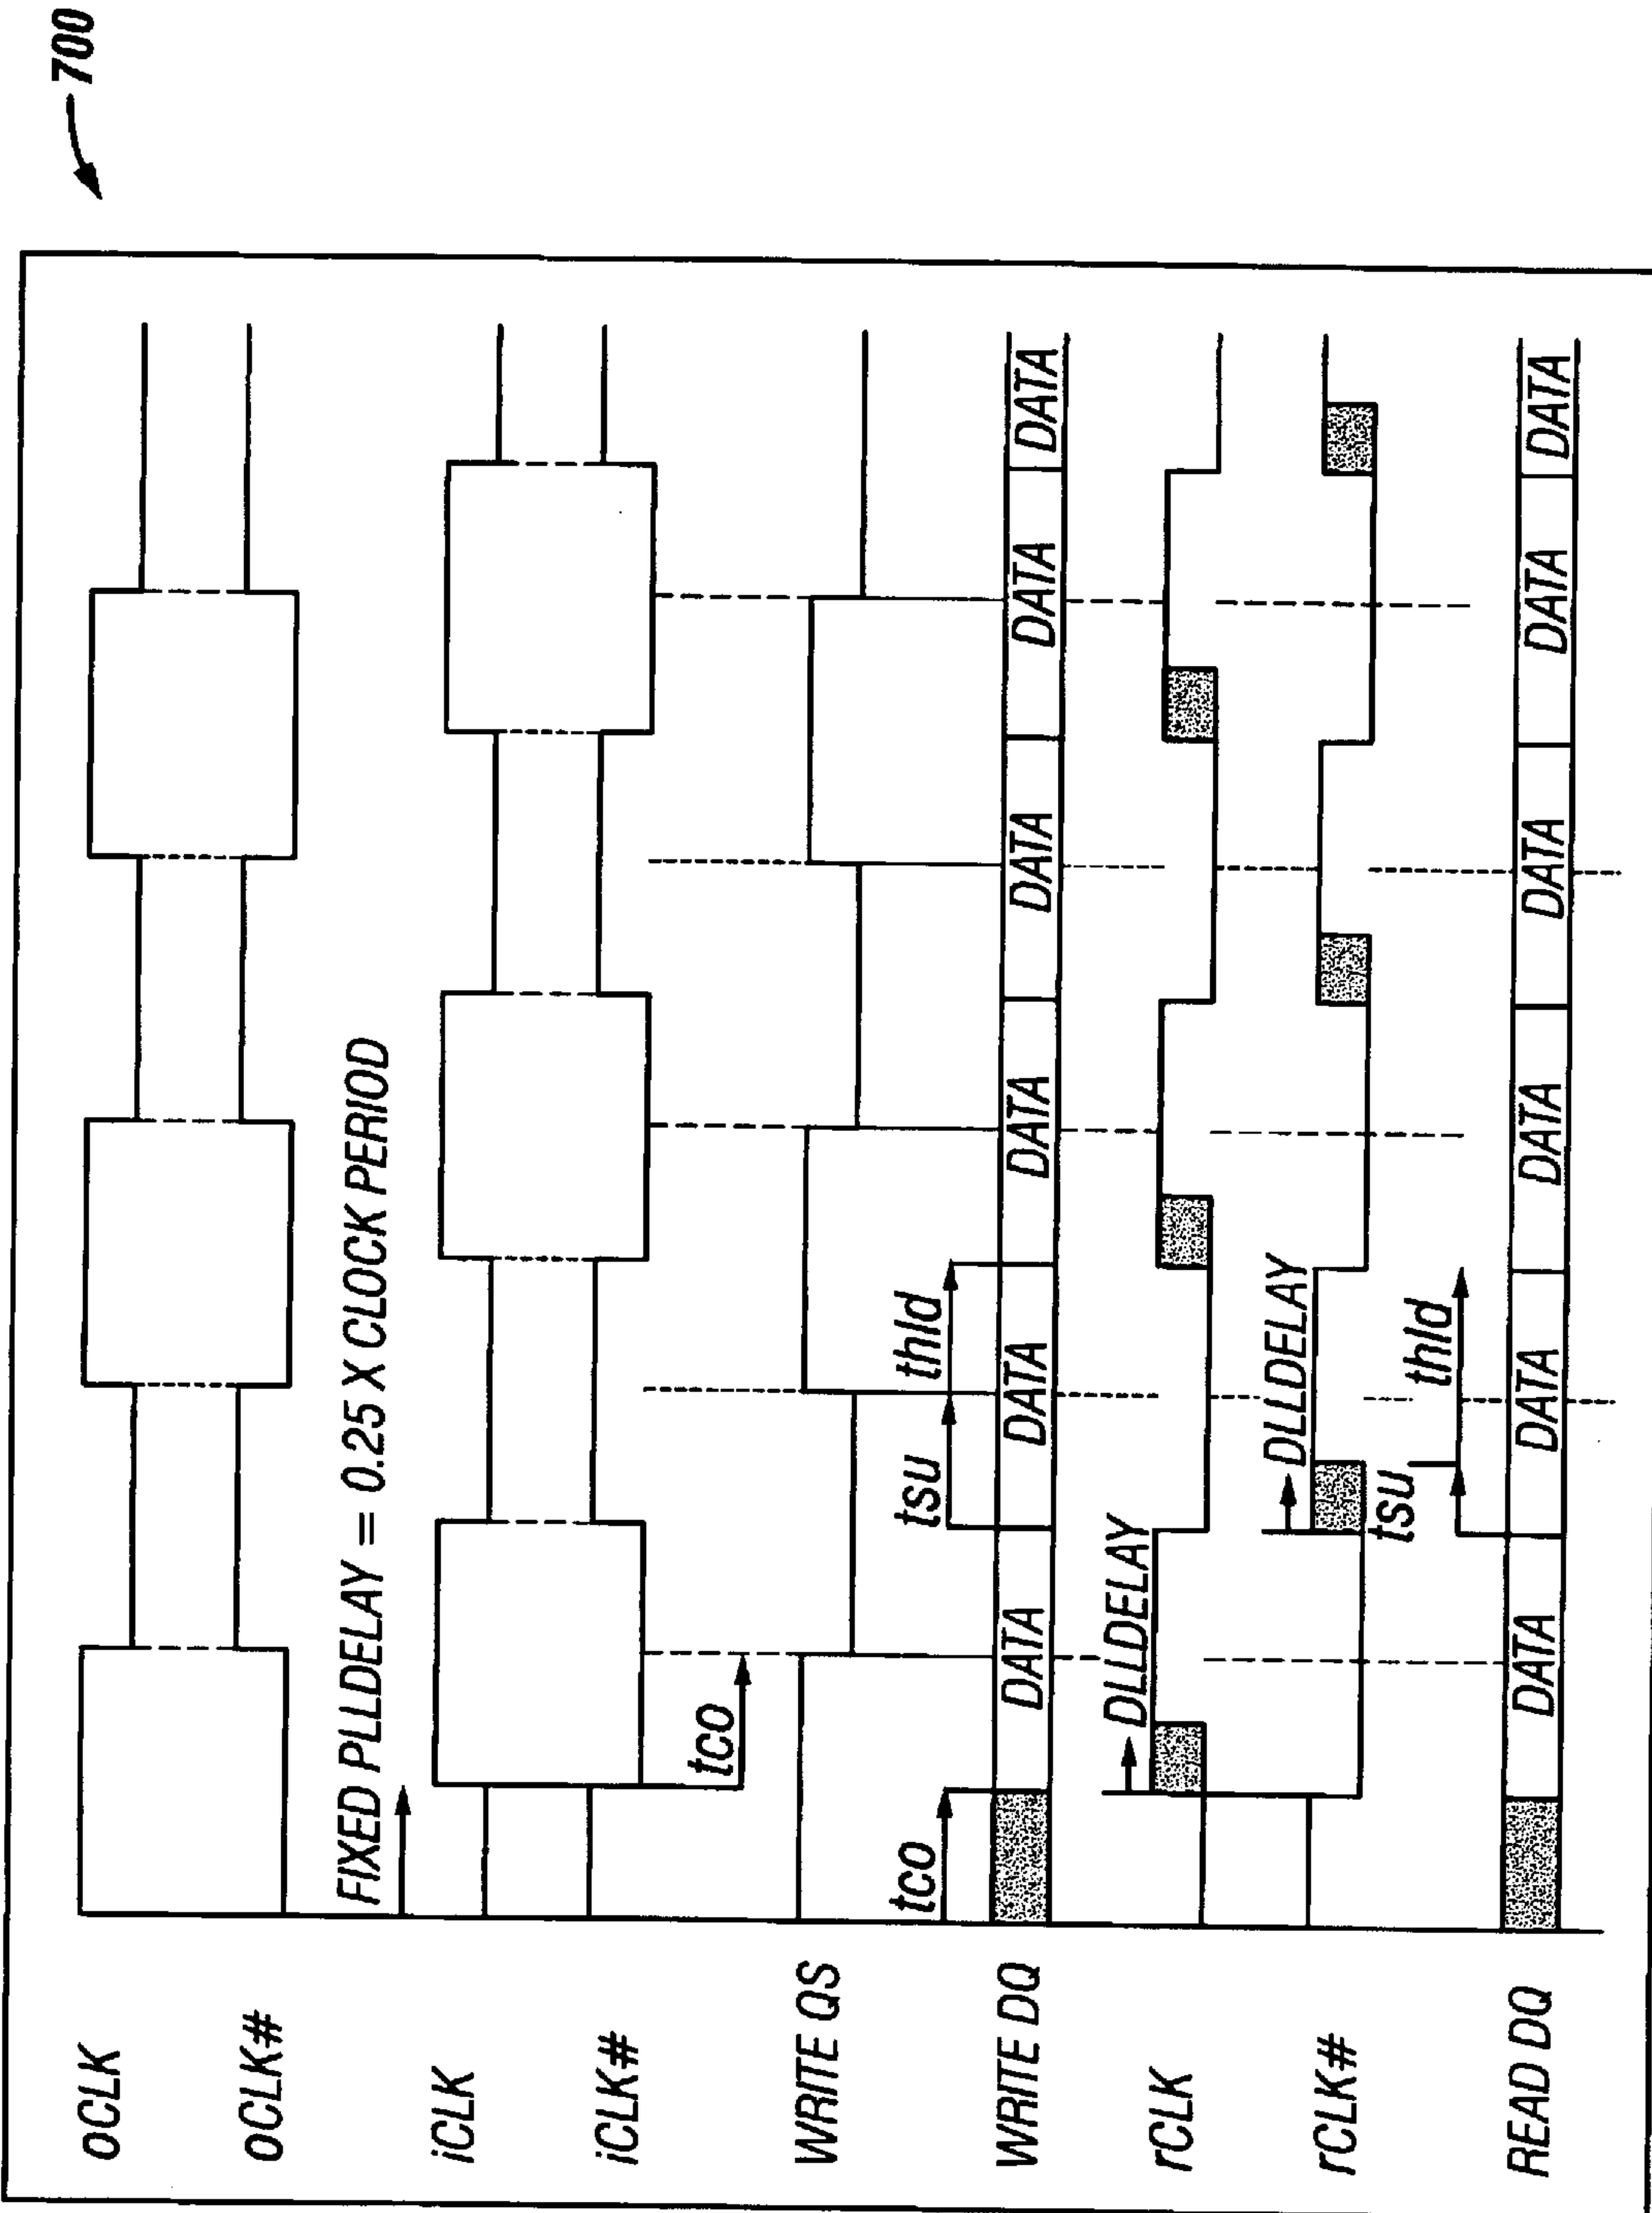 700
oCLK
oCLK#
FIXED PLLDELAY = 0.25 X CLOCK PERIOD
iCLK
iCLK#
tco
WRITE QS
tco
tsu
thld
WRITE DQ
DATA DATA DATA DATA DATA DATA
DLLDELAY
rCLK
DLLDELAY
rCLK#
tsu
thld
READ DQ
DATA DATA DATA DATA DATA DATA